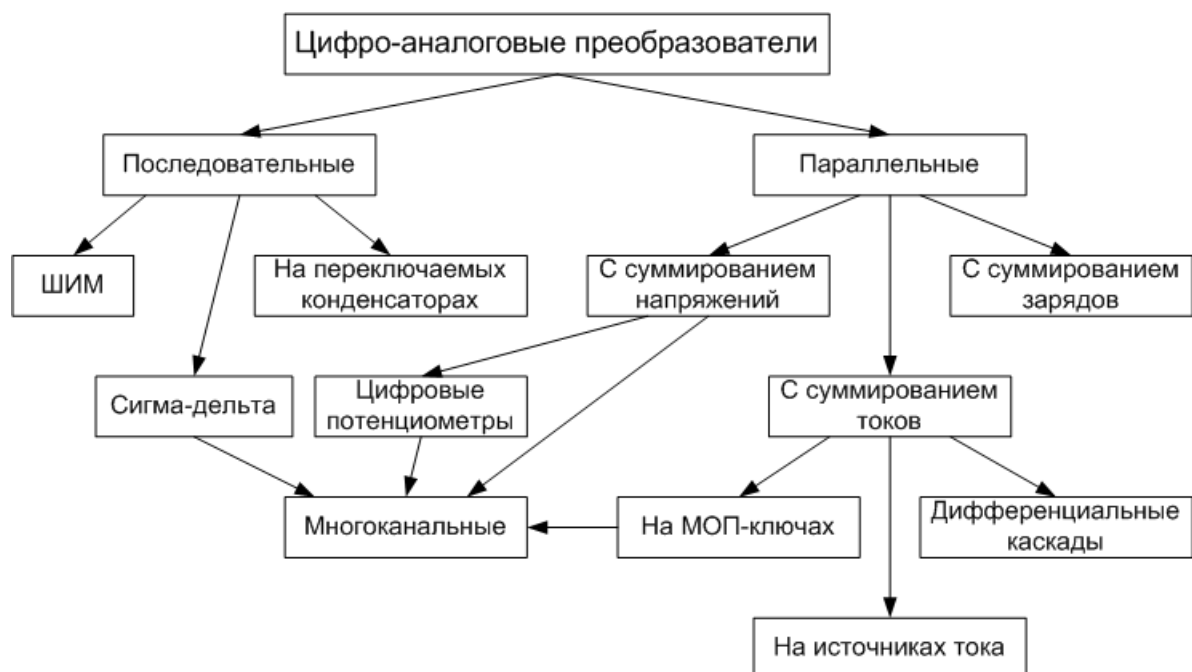 Цифро-аналоговые преобразователи
Последовательные
Параллельные
ШИМ
На переключаемых
конденсаторах
С суммированием
напряжений
С суммированием
зарядов
Сигма-дельта
Цифровые
потенциометры
С суммированием
токов
Многоканальные
На МОП-ключах
Дифференциальные
каскады
На источниках тока